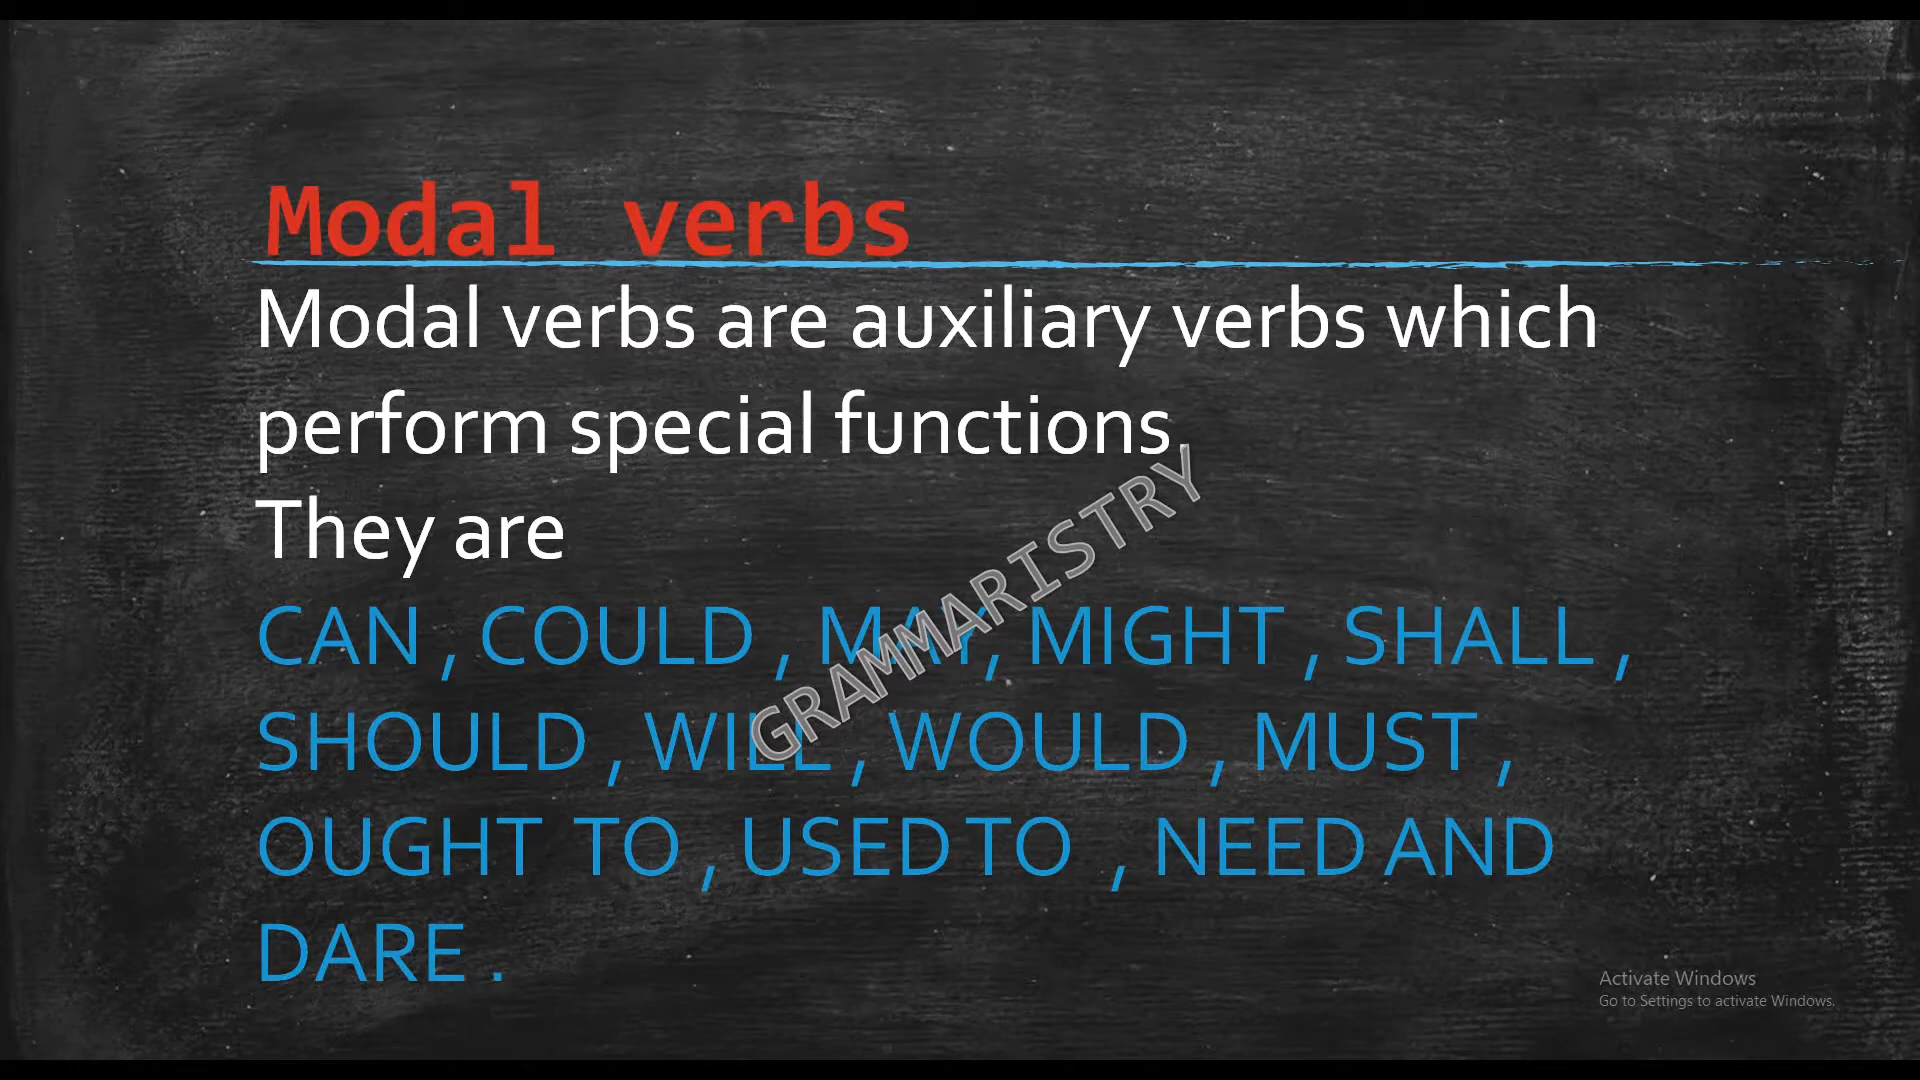 Modal verbs
Modal verbs are auxiliary verbs which
perform special functions.
They are
CAN , COULD , MAY, MIGHT , SHALL ,
SHOULD , WILL , WOULD , MUST ,
OUGHT TO , USED TO , NEED AND
DARE .
GRAMMARISTRY
Activate Windows
Go to Settings to activate Windows.